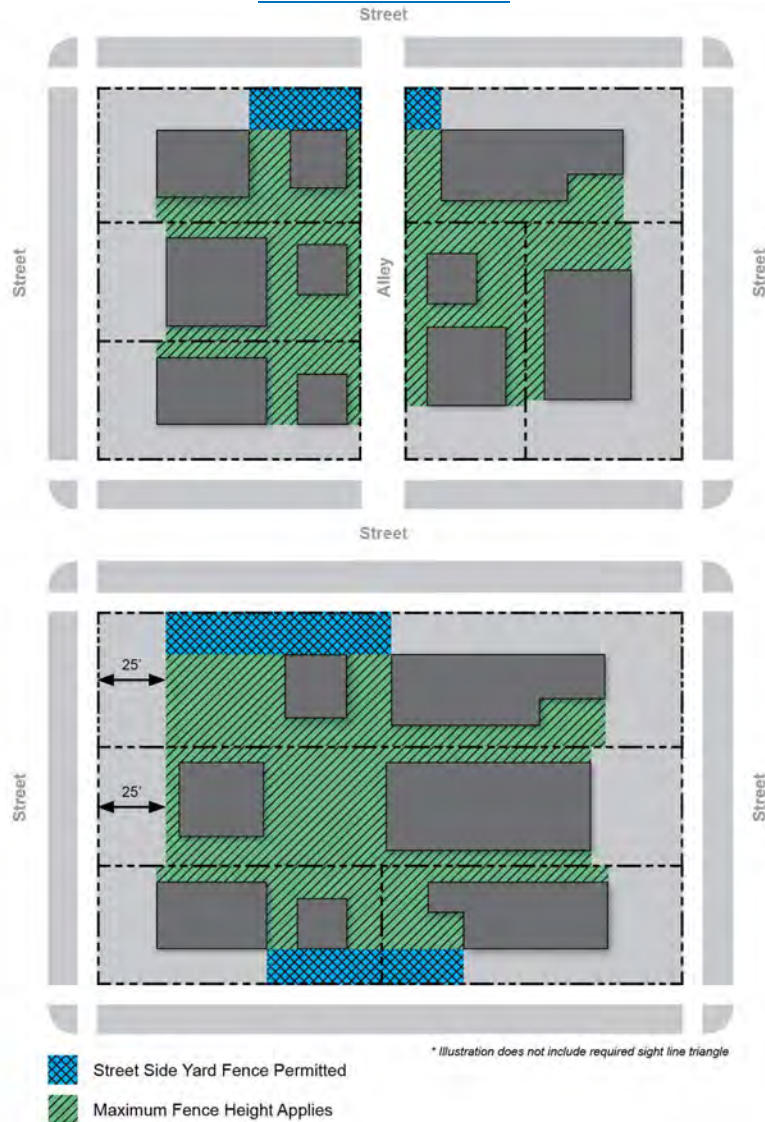 Street
Street
Alley
Street
Street
25'
25'
Street
Street
* Illustration does not include required sight line triangle
Street Side Yard Fence Permitted
Maximum Fence Height Applies